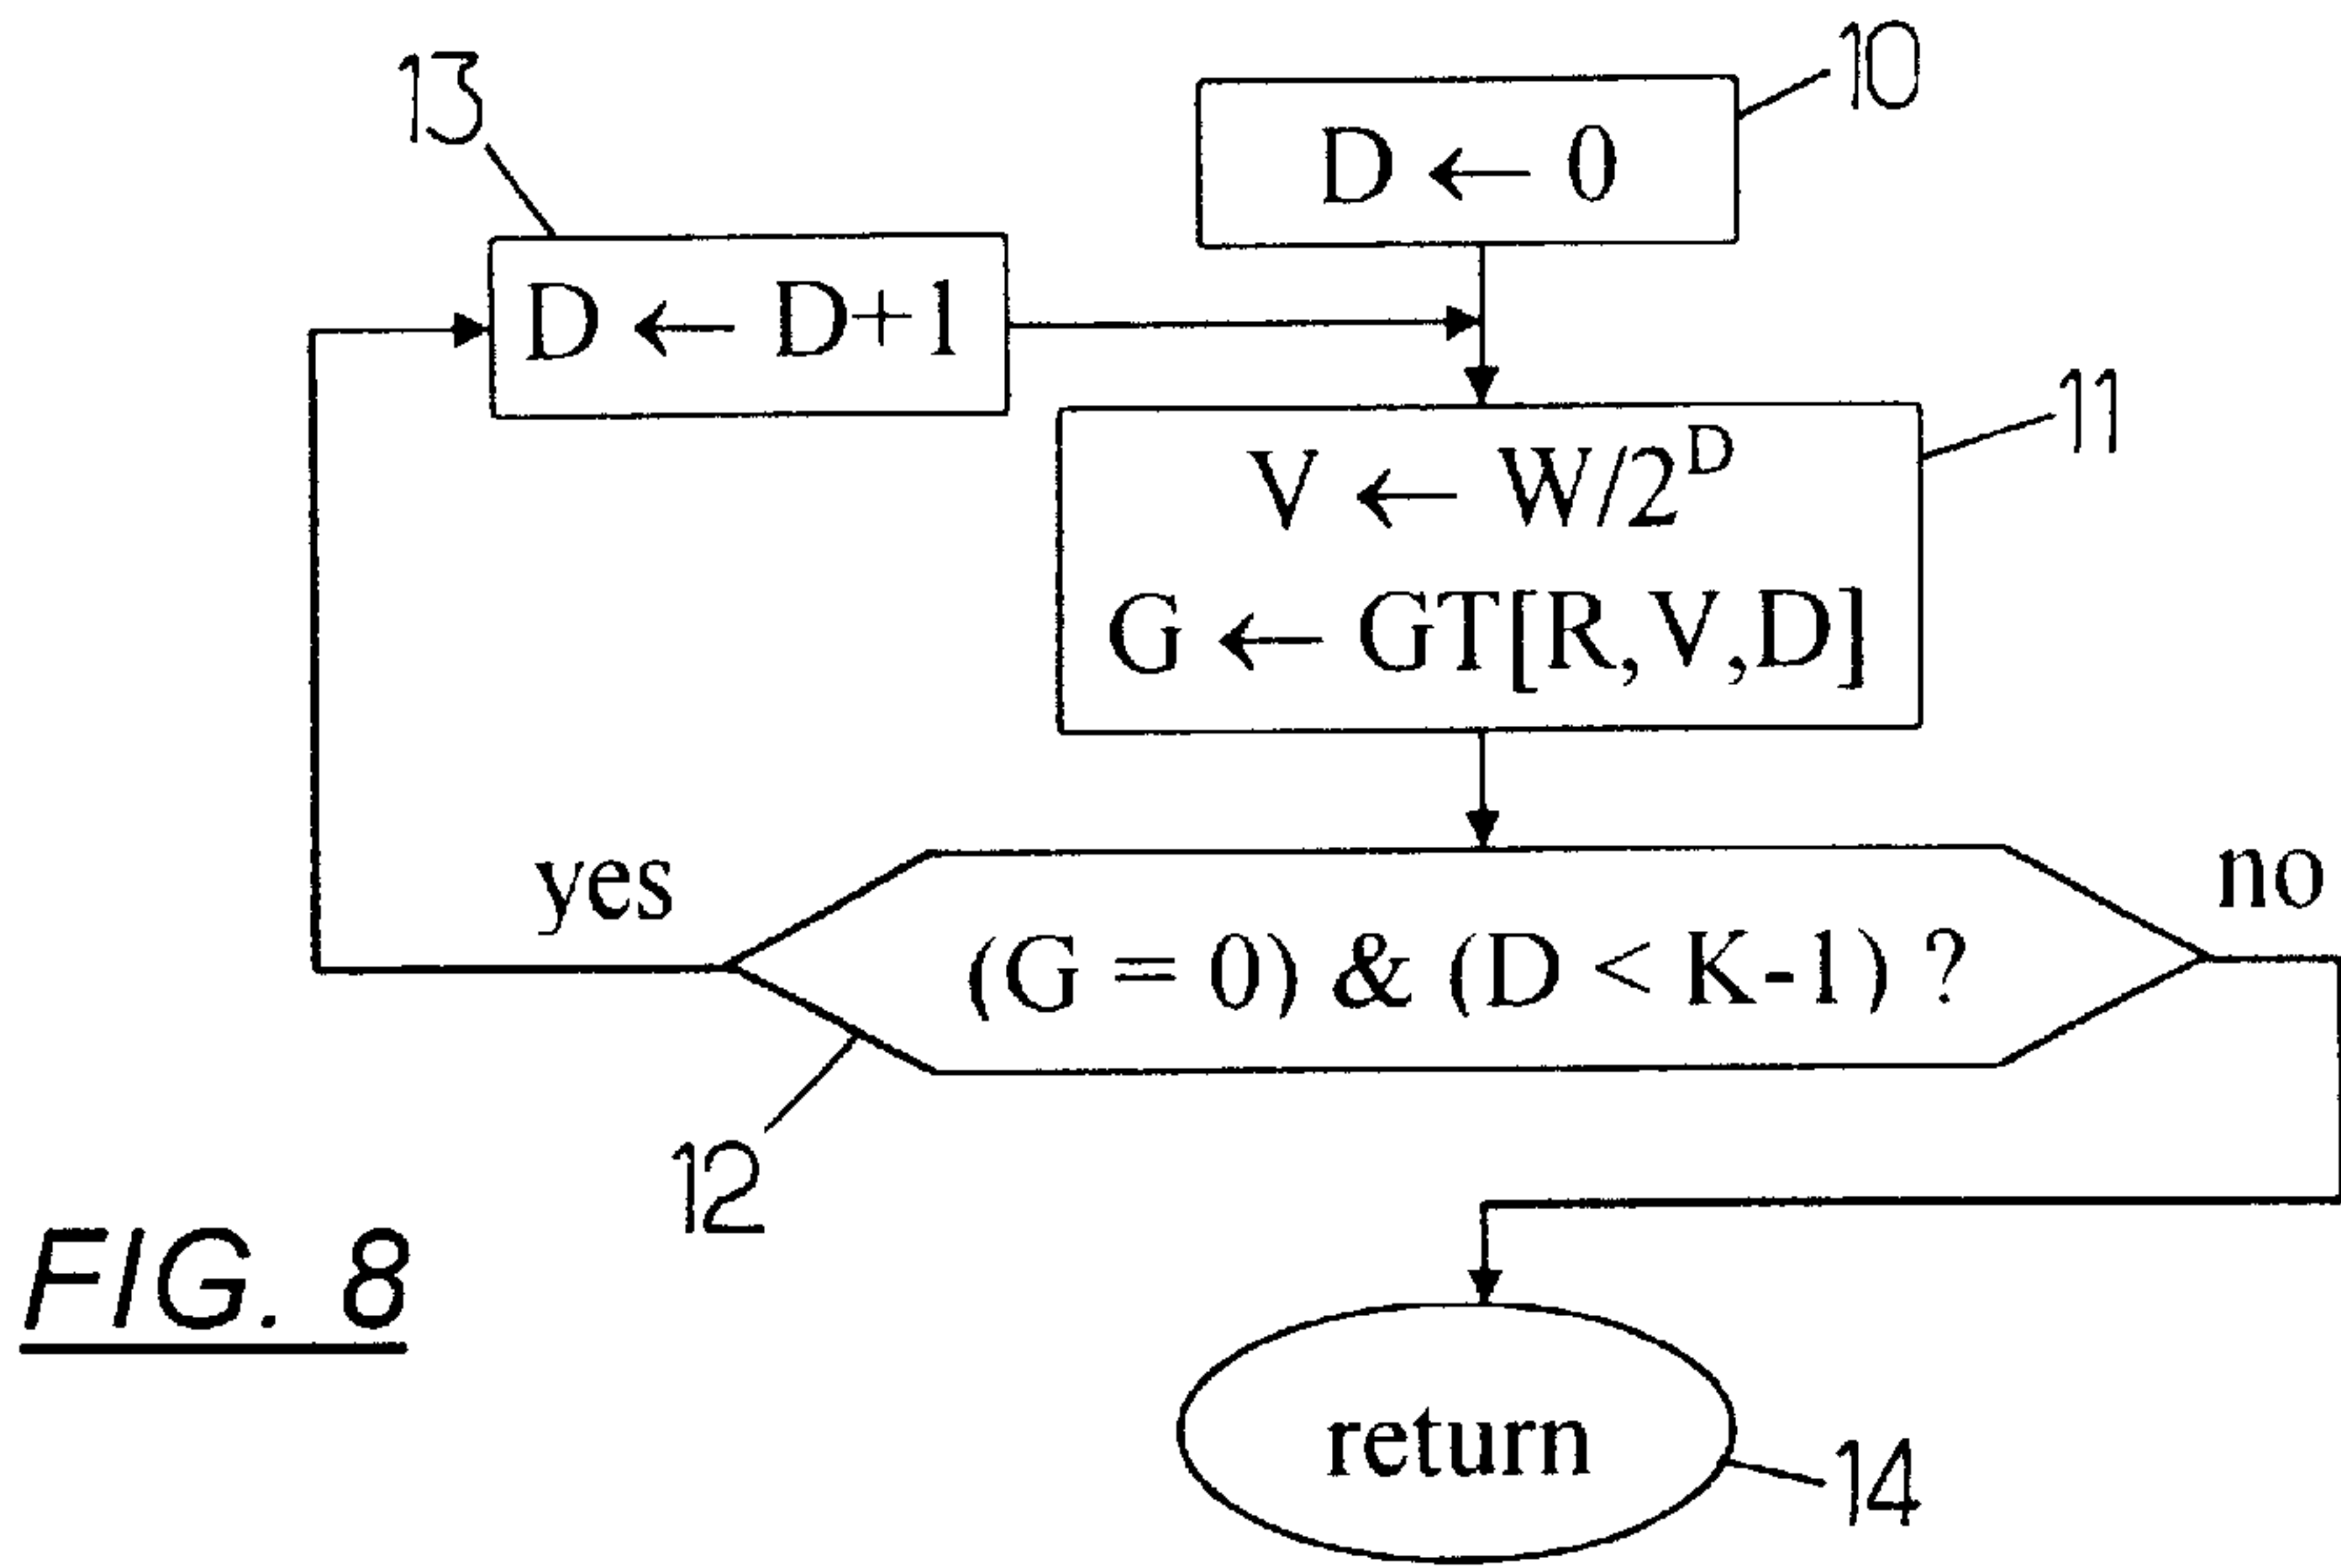 13
10
D ← 0
D ← D+1
11
V ← W/2^D
G ← GT[R,V,D]
yes
no
(G = 0) & (D < K-1) ?
12
FIG. 8
return
14